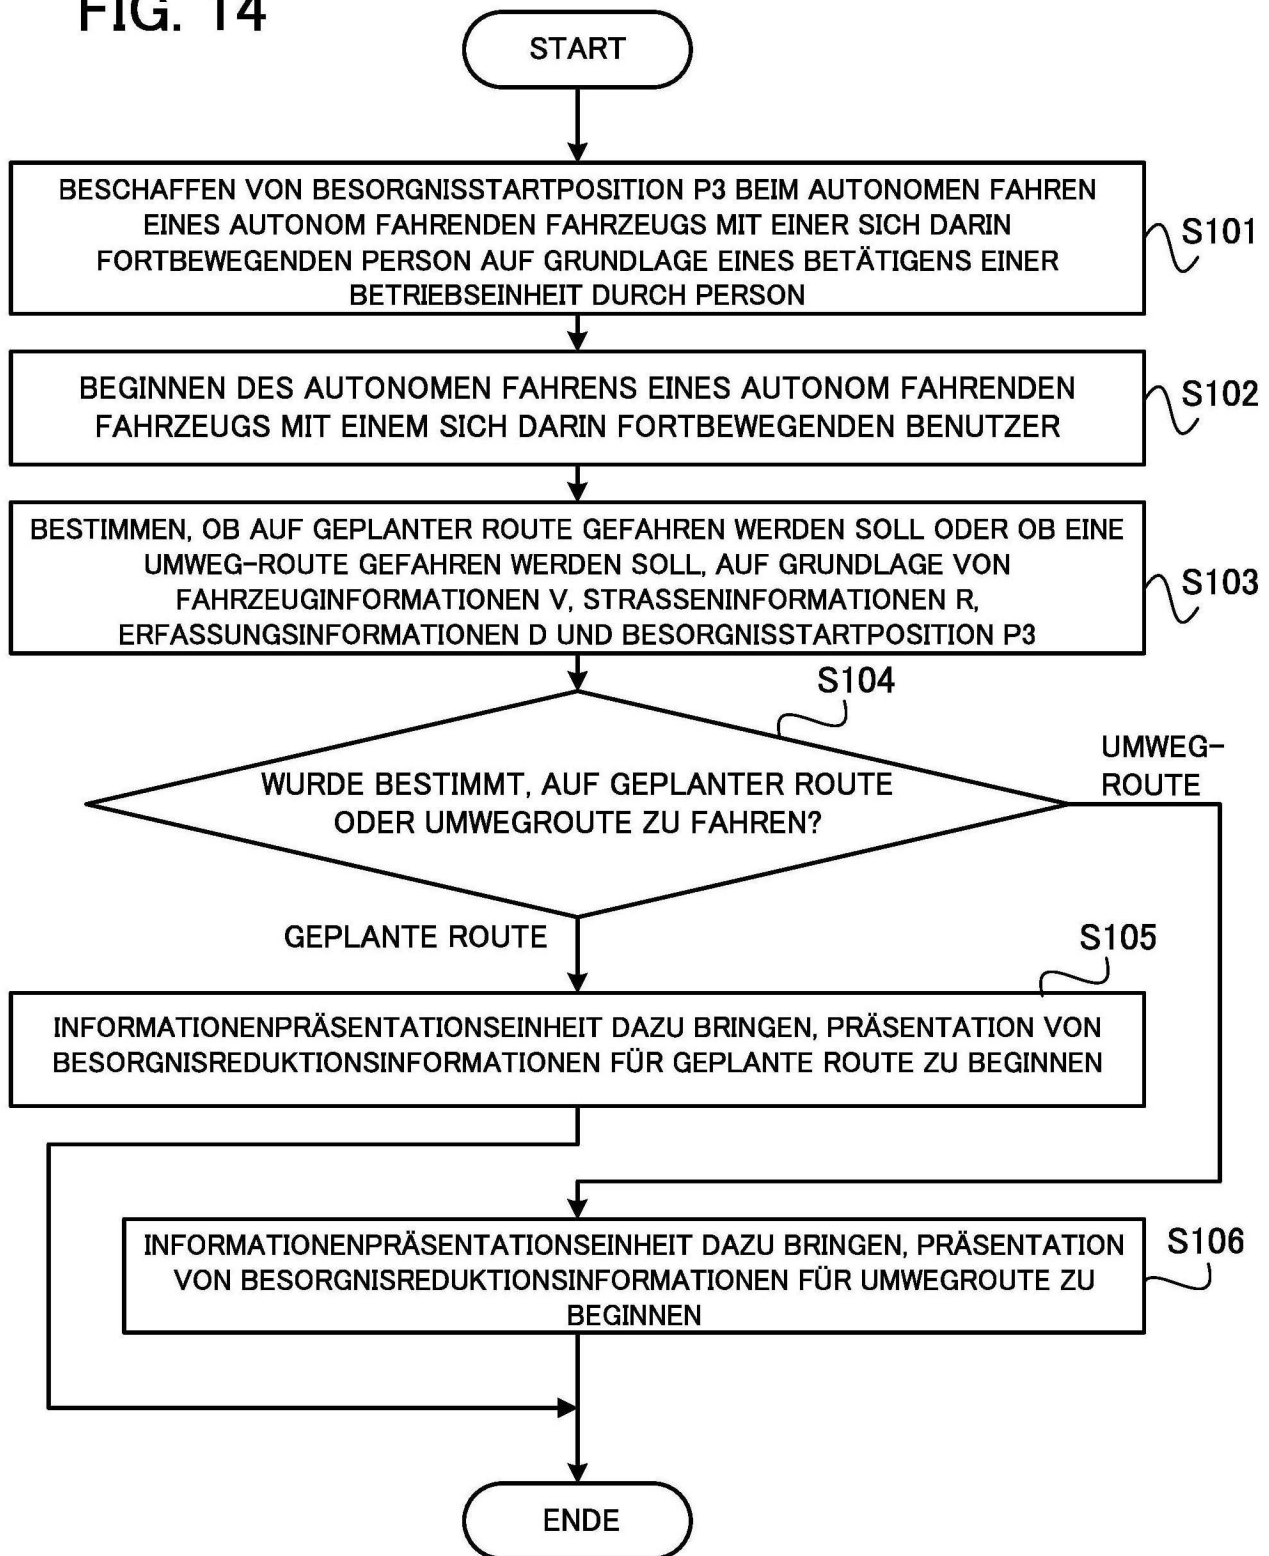 FIG. 14
START
BESCHAFFEN VON BESORGNISSTARTPOSITION P3 BEIM AUTONOMEN FAHREN
EINES AUTONOM FAHRENDEN FAHRZEUGS MIT EINER SICH DARIN
FORTBEWEGENDEN PERSON AUF GRUNDLAGE EINES BETÄTIGENS EINER
BETRIEBSEINHEIT DURCH PERSON
S101
BEGINNEN DES AUTONOMEN FAHRENS EINES AUTONOM FAHRENDEN
FAHRZEUGS MIT EINEM SICH DARIN FORTBEWEGENDEN BENUTZER
S102
BESTIMMEN, OB AUF GEPLANTER ROUTE GEFAHREN WERDEN SOLL ODER OB EINE
UMWEG-ROUTE GEFAHREN WERDEN SOLL, AUF GRUNDLAGE VON
FAHRZEUGINFORMATIONEN V, STRASSENINFORMATIONEN R,
ERFASSUNGSINFORMATIONEN D UND BESORGNISSTARTPOSITION P3
S103
S104
WURDE BESTIMMT, AUF GEPLANTER ROUTE
ODER UMWEGROUTE ZU FAHREN?
UMWEG-
ROUTE
GEPLANTE ROUTE
S105
INFORMATIONENPRÄSENTATIONSEINHEIT DAZU BRINGEN, PRÄSENTATION VON
BESORGNISREDUKTIONSINFORMATIONEN FÜR GEPLANTE ROUTE ZU BEGINNEN
INFORMATIONENPRÄSENTATIONSEINHEIT DAZU BRINGEN, PRÄSENTATION
VON BESORGNISREDUKTIONSINFORMATIONEN FÜR UMWEGROUTE ZU
BEGINNEN
S106
ENDE